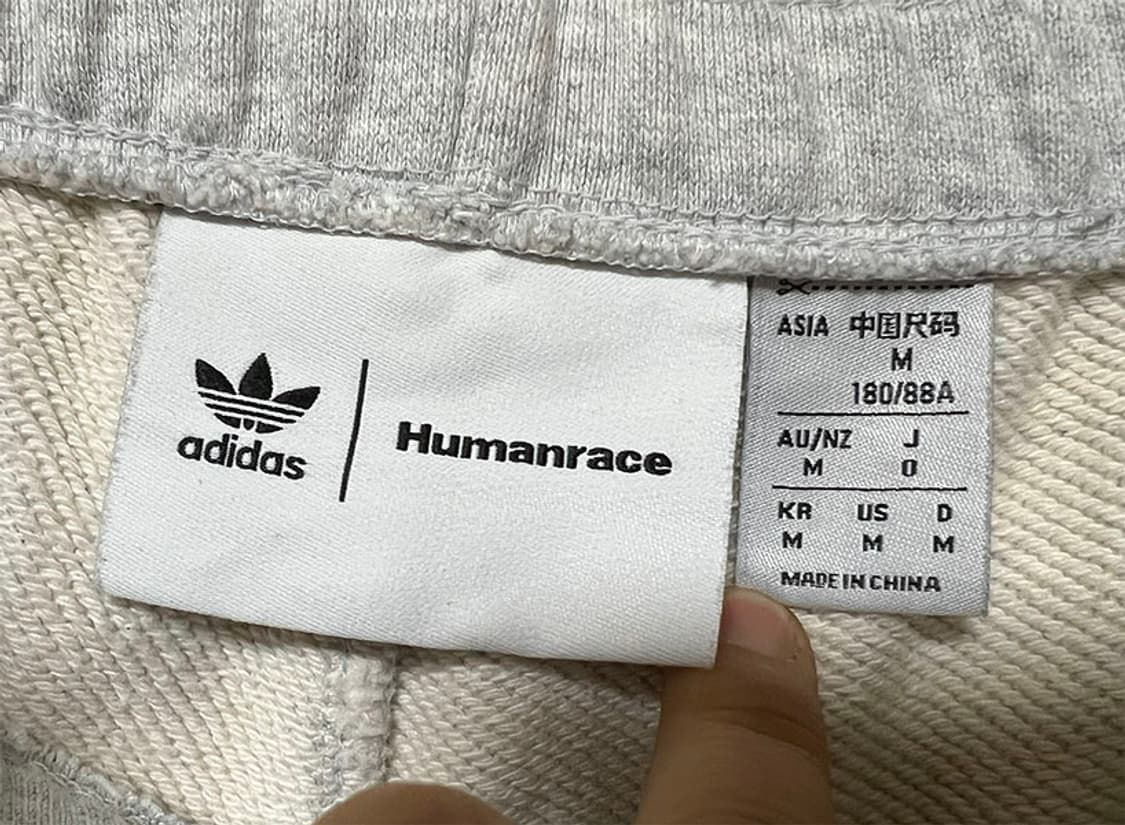 adidas
Humanrace
ASIA 中国尺码
M
180/88A
AU/NZ J
M O
KR US D
M M M
MADE IN CHINA